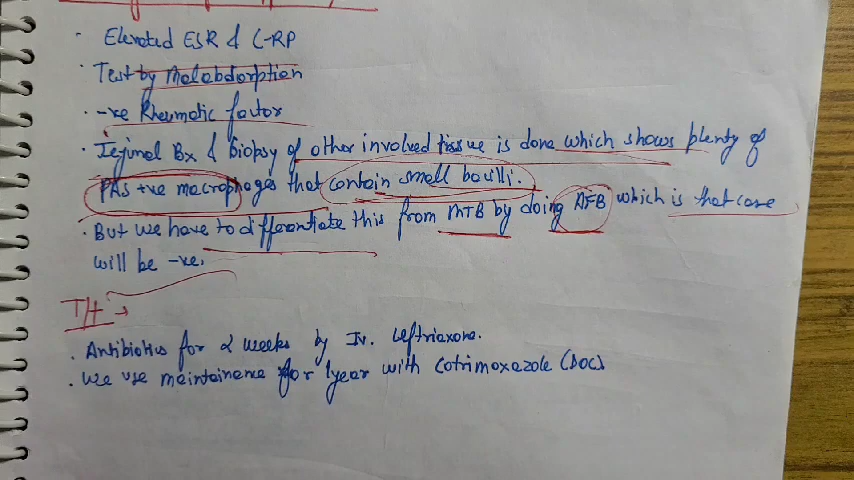 · Elevated ESR & C-RP
· Test by Malabdorption
· -ve Rheumatic factor
· Jejunal Bx & Biopsy of other involved tissue is done which shows plenty of
PAS +ve macrophages that contain small bacilli.
· But we have to differentiate this from MTB by doing AFB which is that case
will be -ve.
T/t →
· Antibiotics for 2 weeks by Iv. Ceftriaxone.
· We use maintainence for 1year with Cotrimoxazole (DOC)